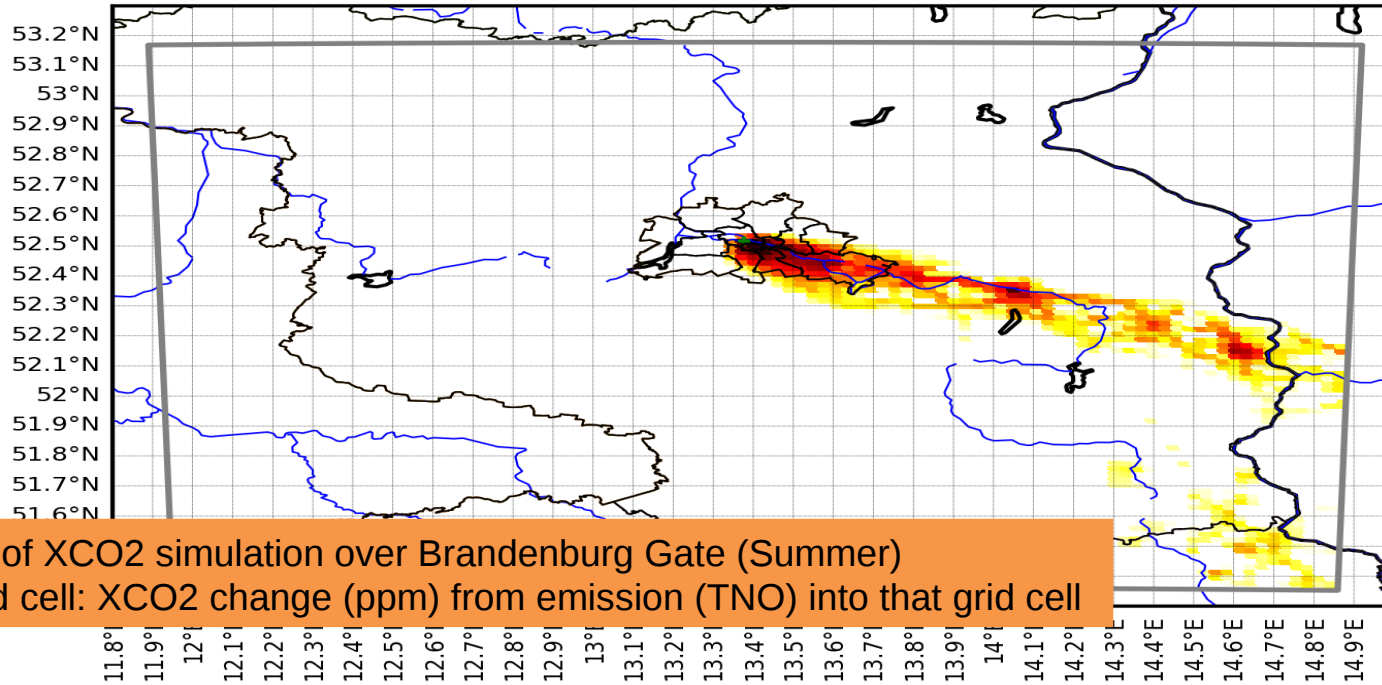 53.2°N
53.1°N
53°N
52.9°N
52.8°N
52.7°N
52.6°N
52.5°N
52.4°N
52.3°N
52.2°N
52.1°N
52°N
51.9°N
51.8°N
51.7°N
51.6°N
of XCO2 simulation over Brandenburg Gate (Summer)
cell: XCO2 change (ppm) from emission (TNO) into that grid cell
11.8°
11.9°
12°
12.1°
12.2°
12.3°
12.4°
12.5°
12.6°
12.7°
12.8°
12.9°
13°
13.1°
13.2°
13.3°
13.4°
13.5°
13.6°
13.7°
13.8°
13.9°
14°
14.1°
14.2°
14.3°E
14.4°E
14.5°E
14.6°E
14.7°E
14.8°E
14.9°E